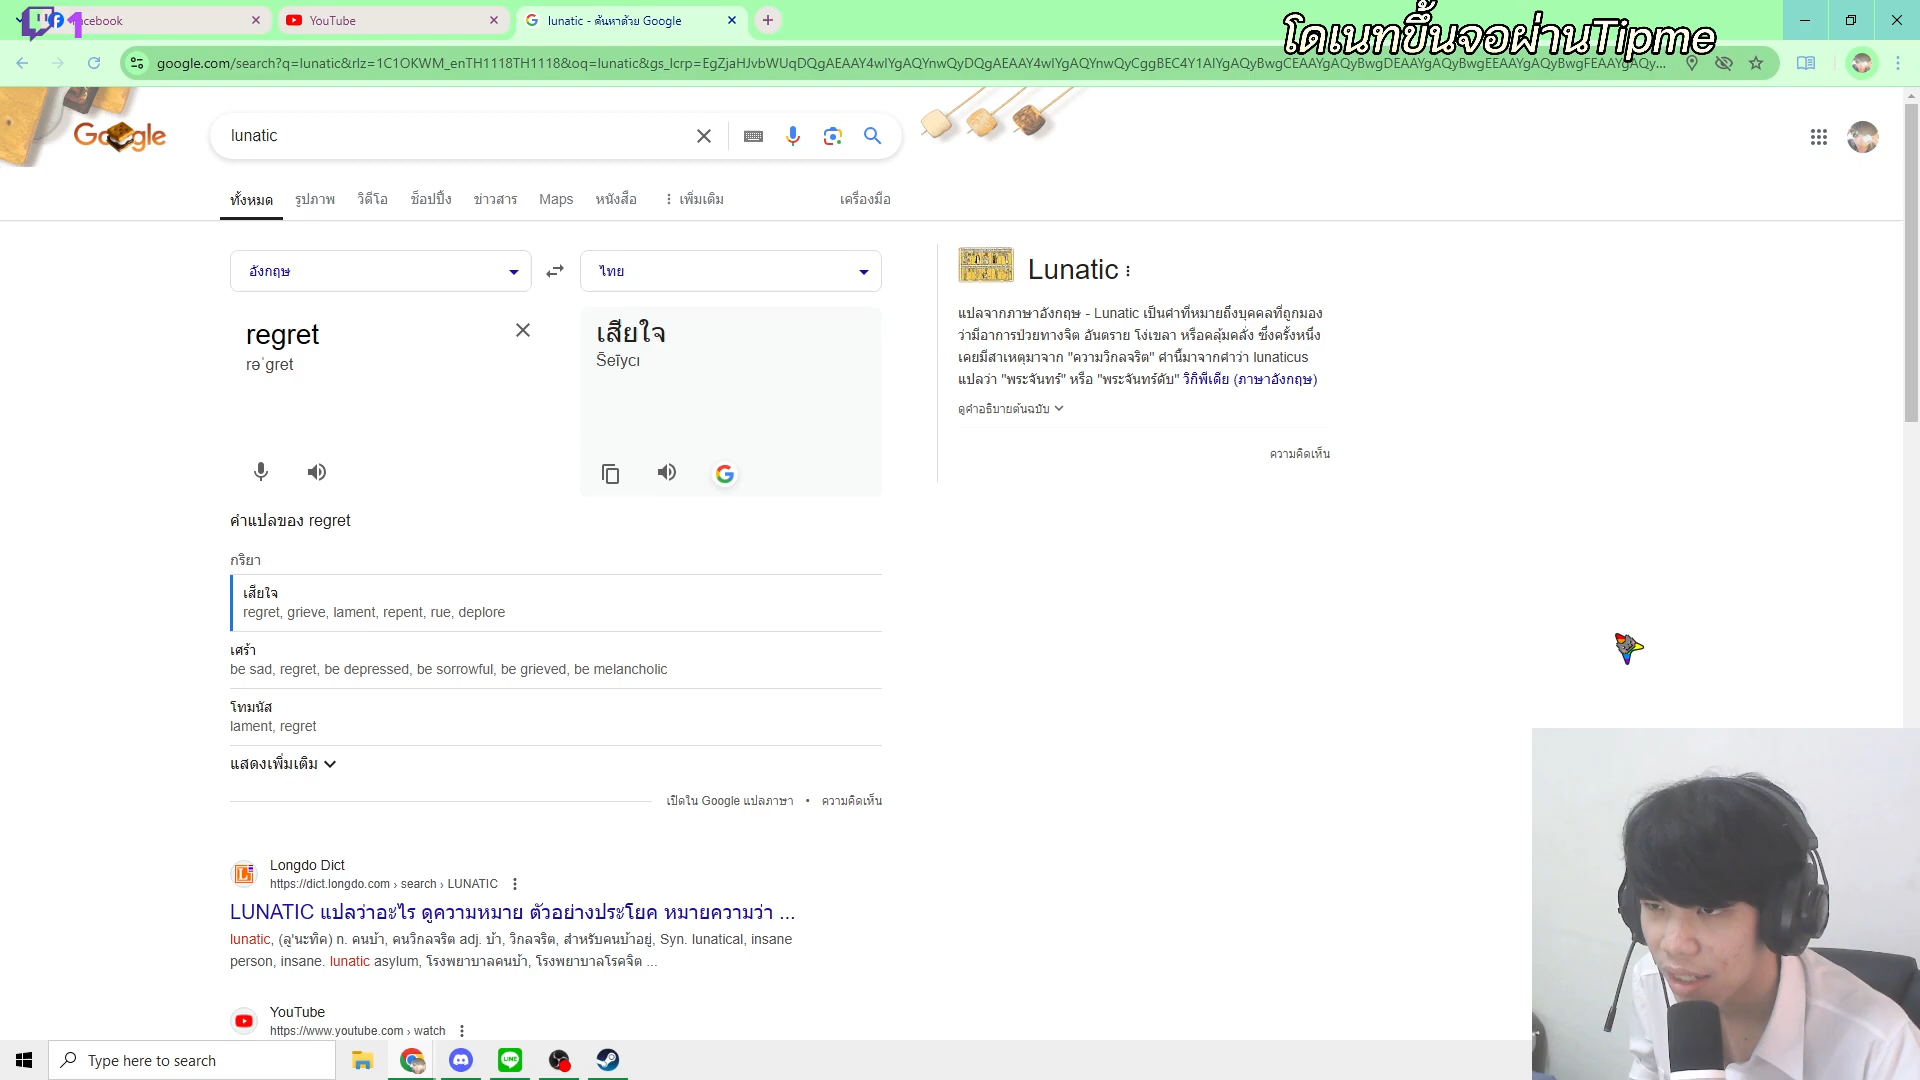 1
facebook
YouTube
lunatic - ค้นหาด้วย Google
โดเนทขึ้นจอผ่านTipme
google.com/search?q=lunatic&rlz=1C1OKWM_enTH1118TH1118&oq=lunatic&gs_lcrp=EgZjaHJvbWUqDQgAEAAY4wIYgAQYnwQyDQgAEAAY4wIYgAQYnwQyCggBEC4Y1AIYgAQyBwgCEAAYgAQyBwgDEAAYgAQyBwgEEAAYgAQyBwgFEAAYgAQy...
Google
lunatic
ทั้งหมด
รูปภาพ
วิดีโอ
ช็อปปิ้ง
ข่าวสาร
Maps
หนังสือ
เพิ่มเติม
เครื่องมือ
อังกฤษ
ไทย
regret
rəˈɡret
เสียใจ
S̄eīycı
คำแปลของ regret
กริยา
เสียใจ
regret, grieve, lament, repent, rue, deplore
เศร้า
be sad, regret, be depressed, be sorrowful, be grieved, be melancholic
โทมนัส
lament, regret
แสดงเพิ่มเติม
เปิดใน Google แปลภาษา • ความคิดเห็น
Longdo Dict
https://dict.longdo.com › search › LUNATIC
LUNATIC แปลว่าอะไร ดูความหมาย ตัวอย่างประโยค หมายความว่า ...
lunatic, (ลู'นะทิค) n. คนบ้า, คนวิกลจริต adj. บ้า, วิกลจริต, สำหรับคนบ้าอยู่, Syn. lunatical, insane
person, insane. lunatic asylum, โรงพยาบาลคนบ้า, โรงพยาบาลโรคจิต ...
YouTube
https://www.youtube.com › watch
Lunatic
แปลจากภาษาอังกฤษ - Lunatic เป็นคำที่หมายถึงบุคคลที่ถูกมอง
ว่ามีอาการป่วยทางจิต อันตราย โง่เขลา หรือคลุ้มคลั่ง ซึ่งครั้งหนึ่ง
เคยมีสาเหตุมาจาก "ความวิกลจริต" คำนี้มาจากคำว่า lunaticus
แปลว่า "พระจันทร์" หรือ "พระจันทร์ดับ" วิกิพีเดีย (ภาษาอังกฤษ)
ดูคำอธิบายต้นฉบับ
ความคิดเห็น
Type here to search
LINE